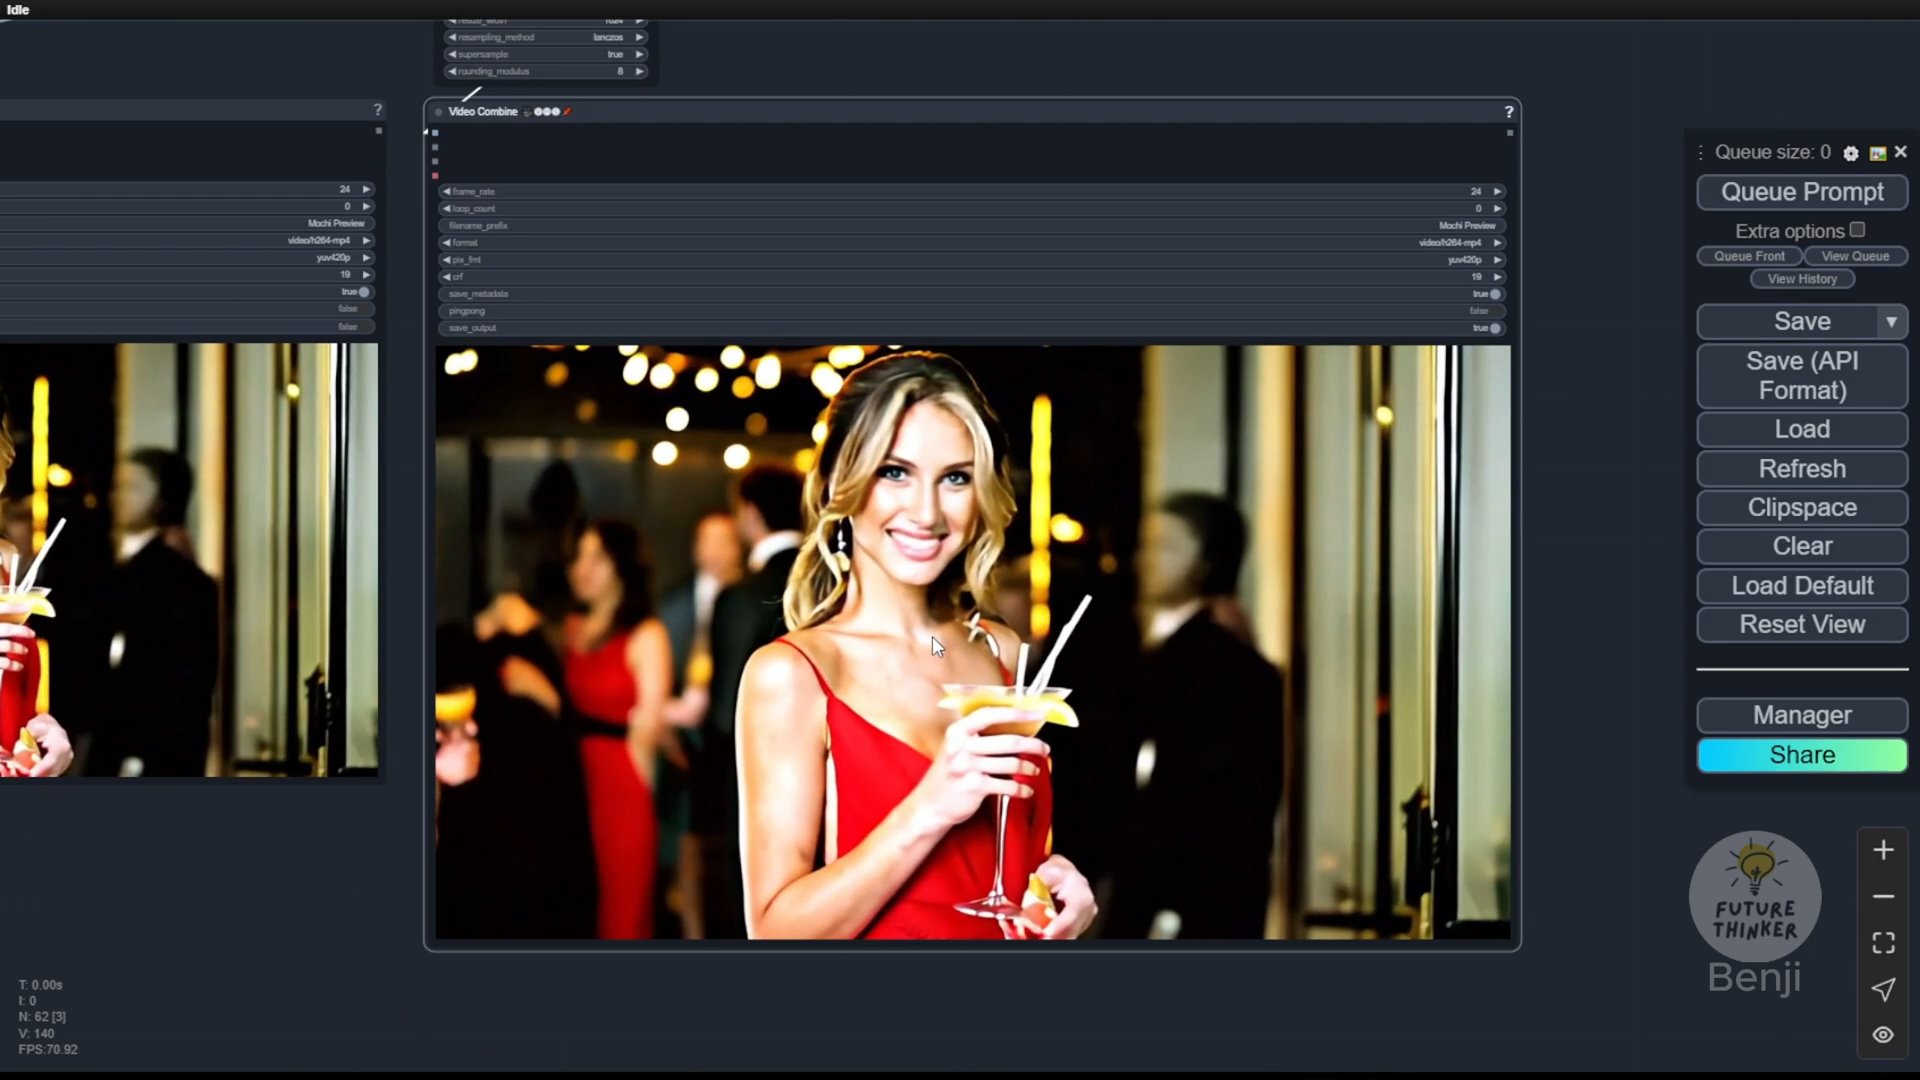 Idle
resize_width 1024
resampling_method lanczos
supersample true
rounding_modulus 8
?
24
0
Mochi Preview
video/h264-mp4
yuv420p
19
true
false
false
Video Combine
?
frame_rate 24
loop_count 0
filename_prefix Mochi Preview
format video/h264-mp4
pix_fmt yuv420p
crf 19
save_metadata true
pingpong false
save_output true
Queue size: 0
Queue Prompt
Extra options
Queue Front View Queue
View History
Save
Save (API
Format)
Load
Refresh
Clipspace
Clear
Load Default
Reset View
Manager
Share
FUTURE
THINKER
Benji
T: 0.00s
I: 0
N: 62 [3]
V: 140
FPS:70.92